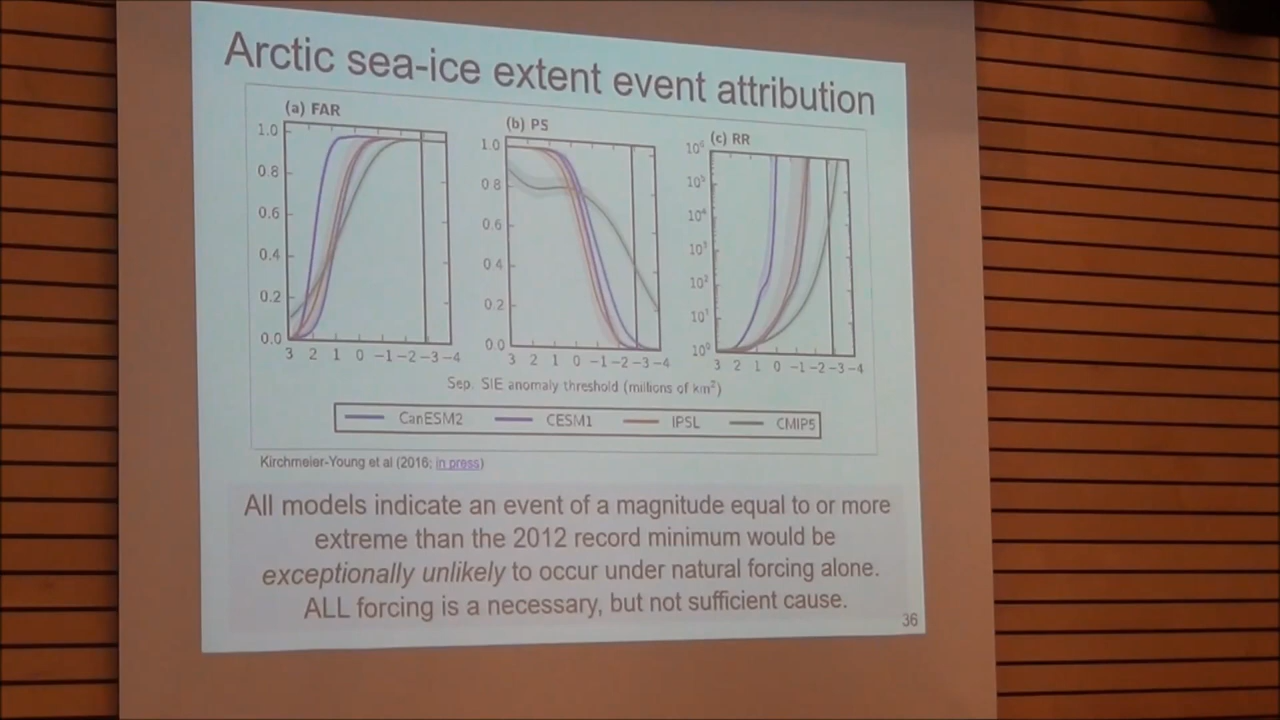 Arctic sea-ice extent event attribution
(a) FAR
(b) PS
(c) RR
1.0
0.8
0.6
0.4
0.2
0.0
3 2 1 0 −1 −2 −3 −4
1.0
0.8
0.6
0.4
0.2
0.0
3 2 1 0 −1 −2 −3 −4
10⁶
10⁵
10⁴
10³
10²
10¹
10⁰
3 2 1 0 −1 −2 −3 −4
Sep. SIE anomaly threshold (millions of km²)
CanESM2 CESM1 IPSL CMIP5
Kirchmeier-Young et al (2016; in press)
All models indicate an event of a magnitude equal to or more
extreme than the 2012 record minimum would be
exceptionally unlikely to occur under natural forcing alone.
ALL forcing is a necessary, but not sufficient cause.
36